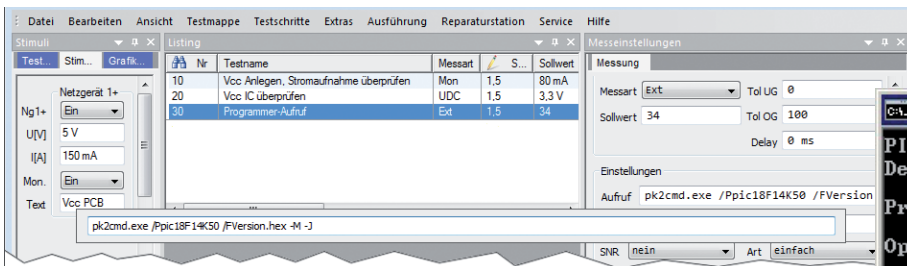 Datei Bearbeiten Ansicht Testmappe Testschritte Extras Ausführung Reparaturstation Service Hilfe
Stimuli Listing Messeinstellungen
Test... Stim... Grafik... Nr Testname Messart S... Sollwert Messung
10 Vcc Anlegen, Stromaufnahme überprüfen Mon 1,5 80 mA
Netzgerät 1+ 20 Vcc IC überprüfen UDC 1,5 3,3 V Messart Ext Tol UG 0
Ng1+ Ein 30 Programmer-Aufruf Ext 1,5 34 Sollwert 34 Tol OG 100
U[V] 5 V Delay 0 ms
I[A] 150 mA Einstellungen
Mon. Ein Aufruf pk2cmd.exe /Ppic18F14K50 /FVersion
Text Vcc PCB
pk2cmd.exe /Ppic18F14K50 /FVersion.hex -M -J
SNR nein Art einfach
C:\.
PI
De
Pr
Op